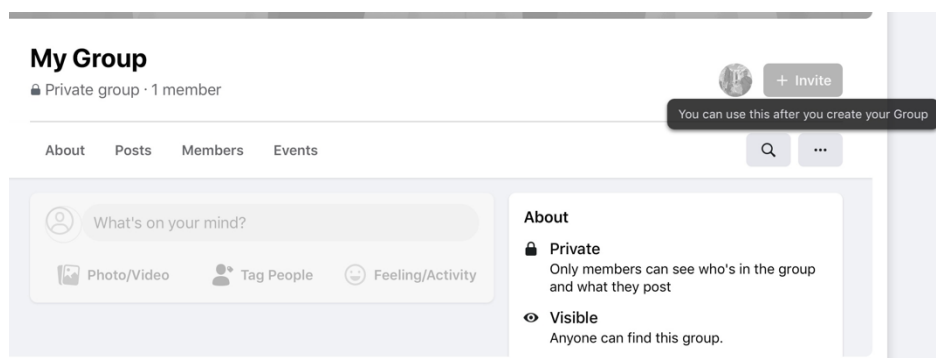 My Group
Private group · 1 member
+ Invite
You can use this after you create your Group
About Posts Members Events
What's on your mind?
Photo/Video Tag People Feeling/Activity
About
Private
Only members can see who's in the group
and what they post
Visible
Anyone can find this group.